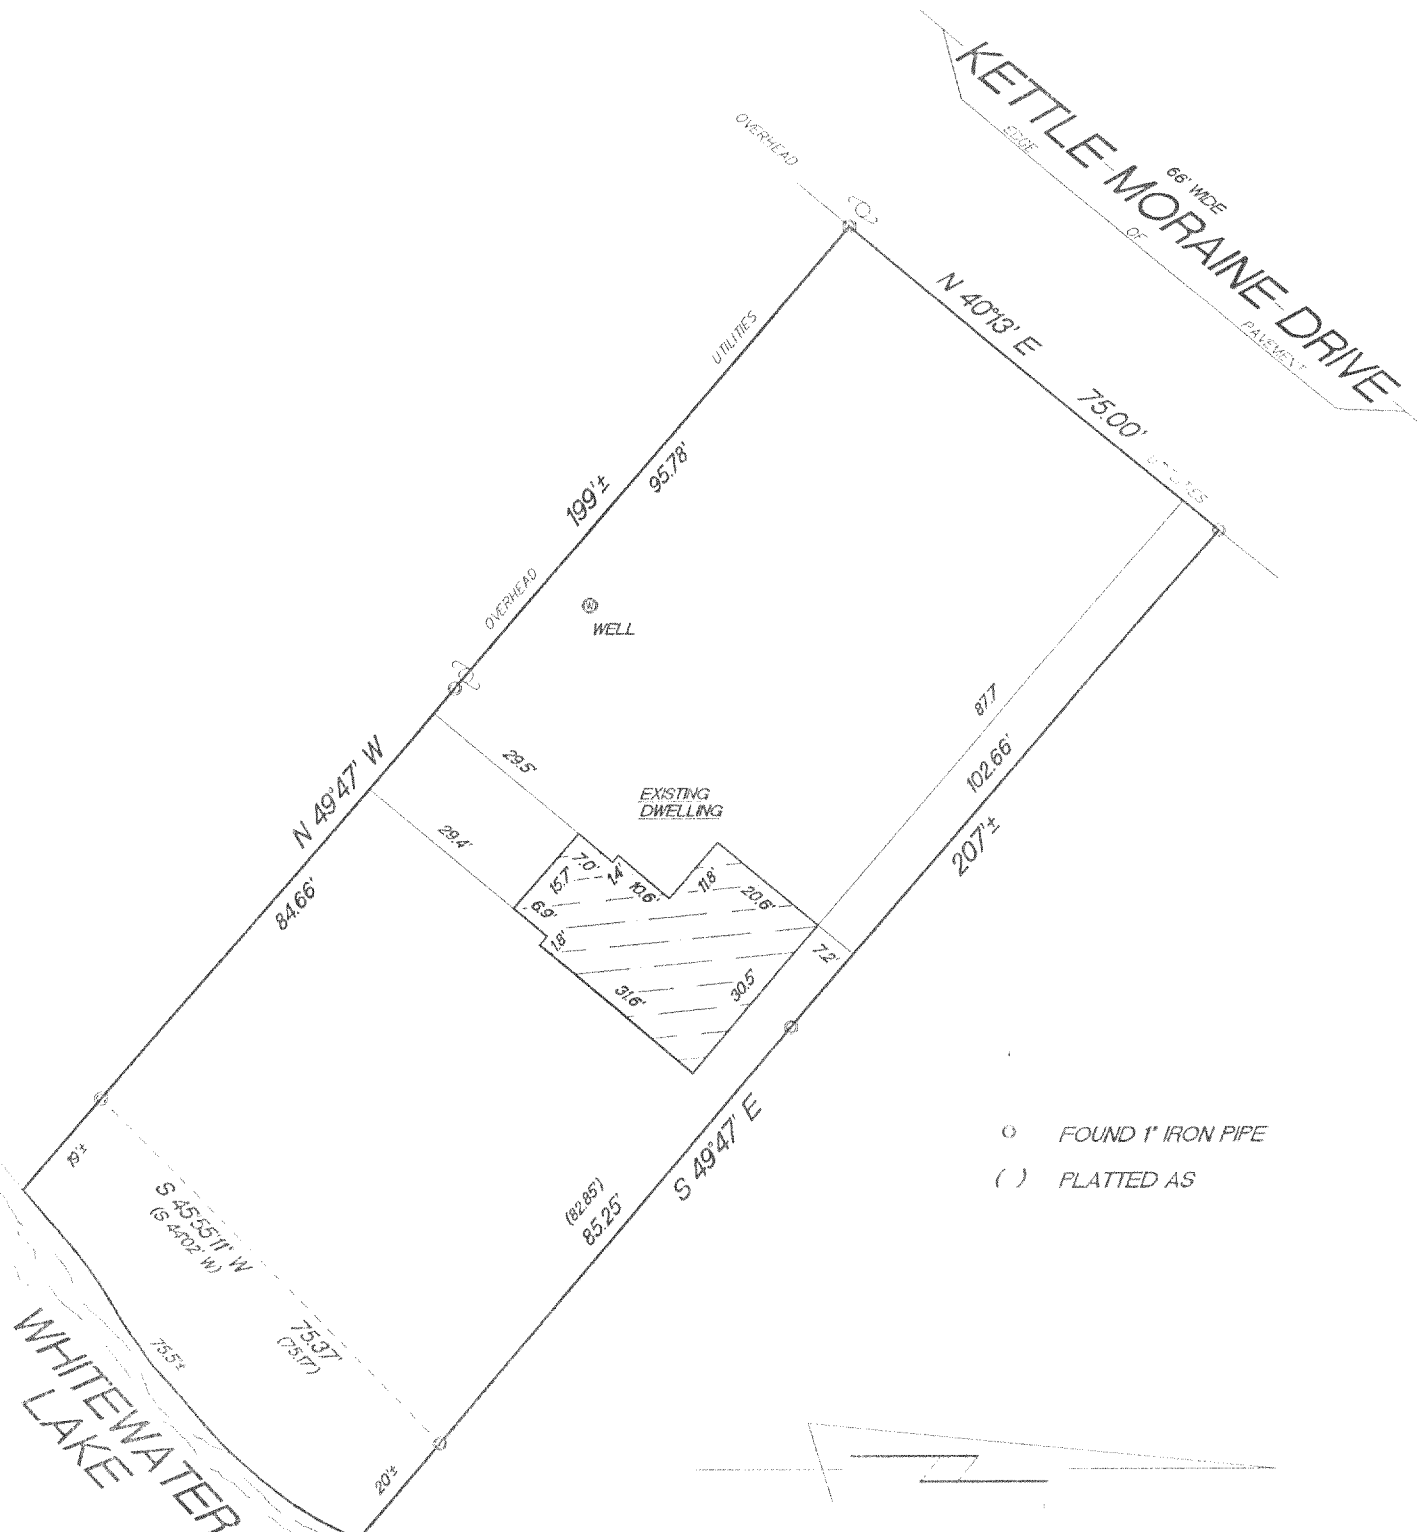 KETTLE MORAINE DRIVE
66' WIDE
EDGE
OF
PAVEMENT
OVERHEAD
N 40°13' E
75.00'
UTILITIES
UTILITIES
199'±
95.78'
OVERHEAD
WELL
87.7
102.66'
207'±
N 49°47' W
84.66'
29.5'
29.4'
EXISTING
DWELLING
7.0'
1.4'
10.6'
11.8'
20.6'
15.7'
6.9'
1.8'
31.6'
30.5'
7.2'
S 49°47' E
(82.85')
85.25'
FOUND 1" IRON PIPE
( ) PLATTED AS
19'±
S 45°55'11" W
(S 44°02' W)
75.37'
(75.17')
75.5'±
20'±
WHITEWATER
LAKE